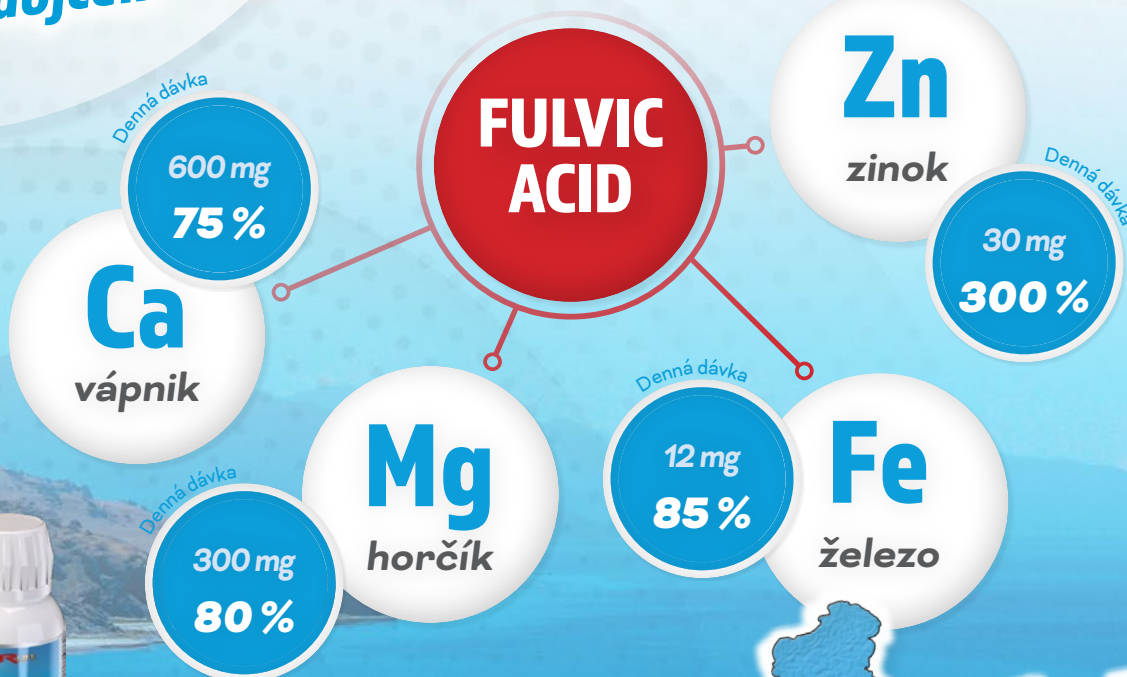 FULVIC
ACID
Zn
zinok
Denná dávka
30 mg
300 %
Denná dávka
600 mg
75 %
Ca
vápnik
Mg
horčík
Denná dávka
300 mg
80 %
Denná dávka
12 mg
85 %
Fe
železo